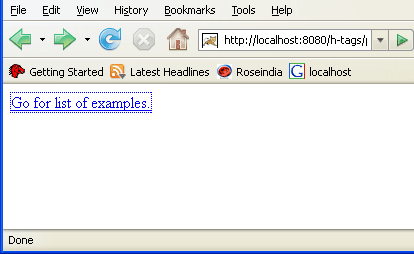 File Edit View History Bookmarks Tools Help
http://localhost:8080/h-tags/
Getting Started Latest Headlines Roseindia localhost
Go for list of examples.
Done